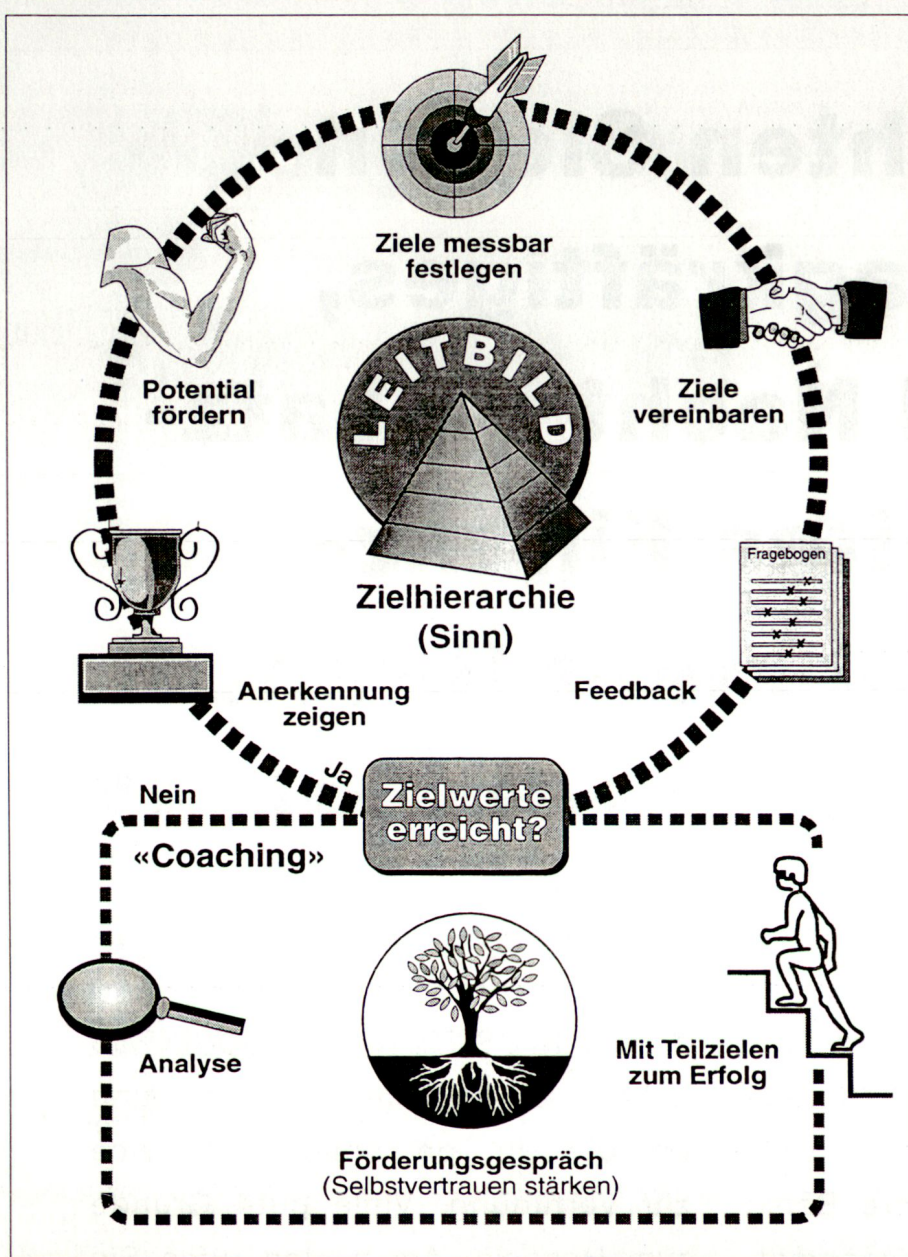 Ziele messbar
festlegen
Potential
fördern
LEITBILD
Ziele
vereinbaren
Zielhierarchie
(Sinn)
Fragebogen
Anerkennung
zeigen
Feedback
Ja
Zielwerte
erreicht?
Nein
«Coaching»
Analyse
Mit Teilzielen
zum Erfolg
Förderungsgespräch
(Selbstvertrauen stärken)